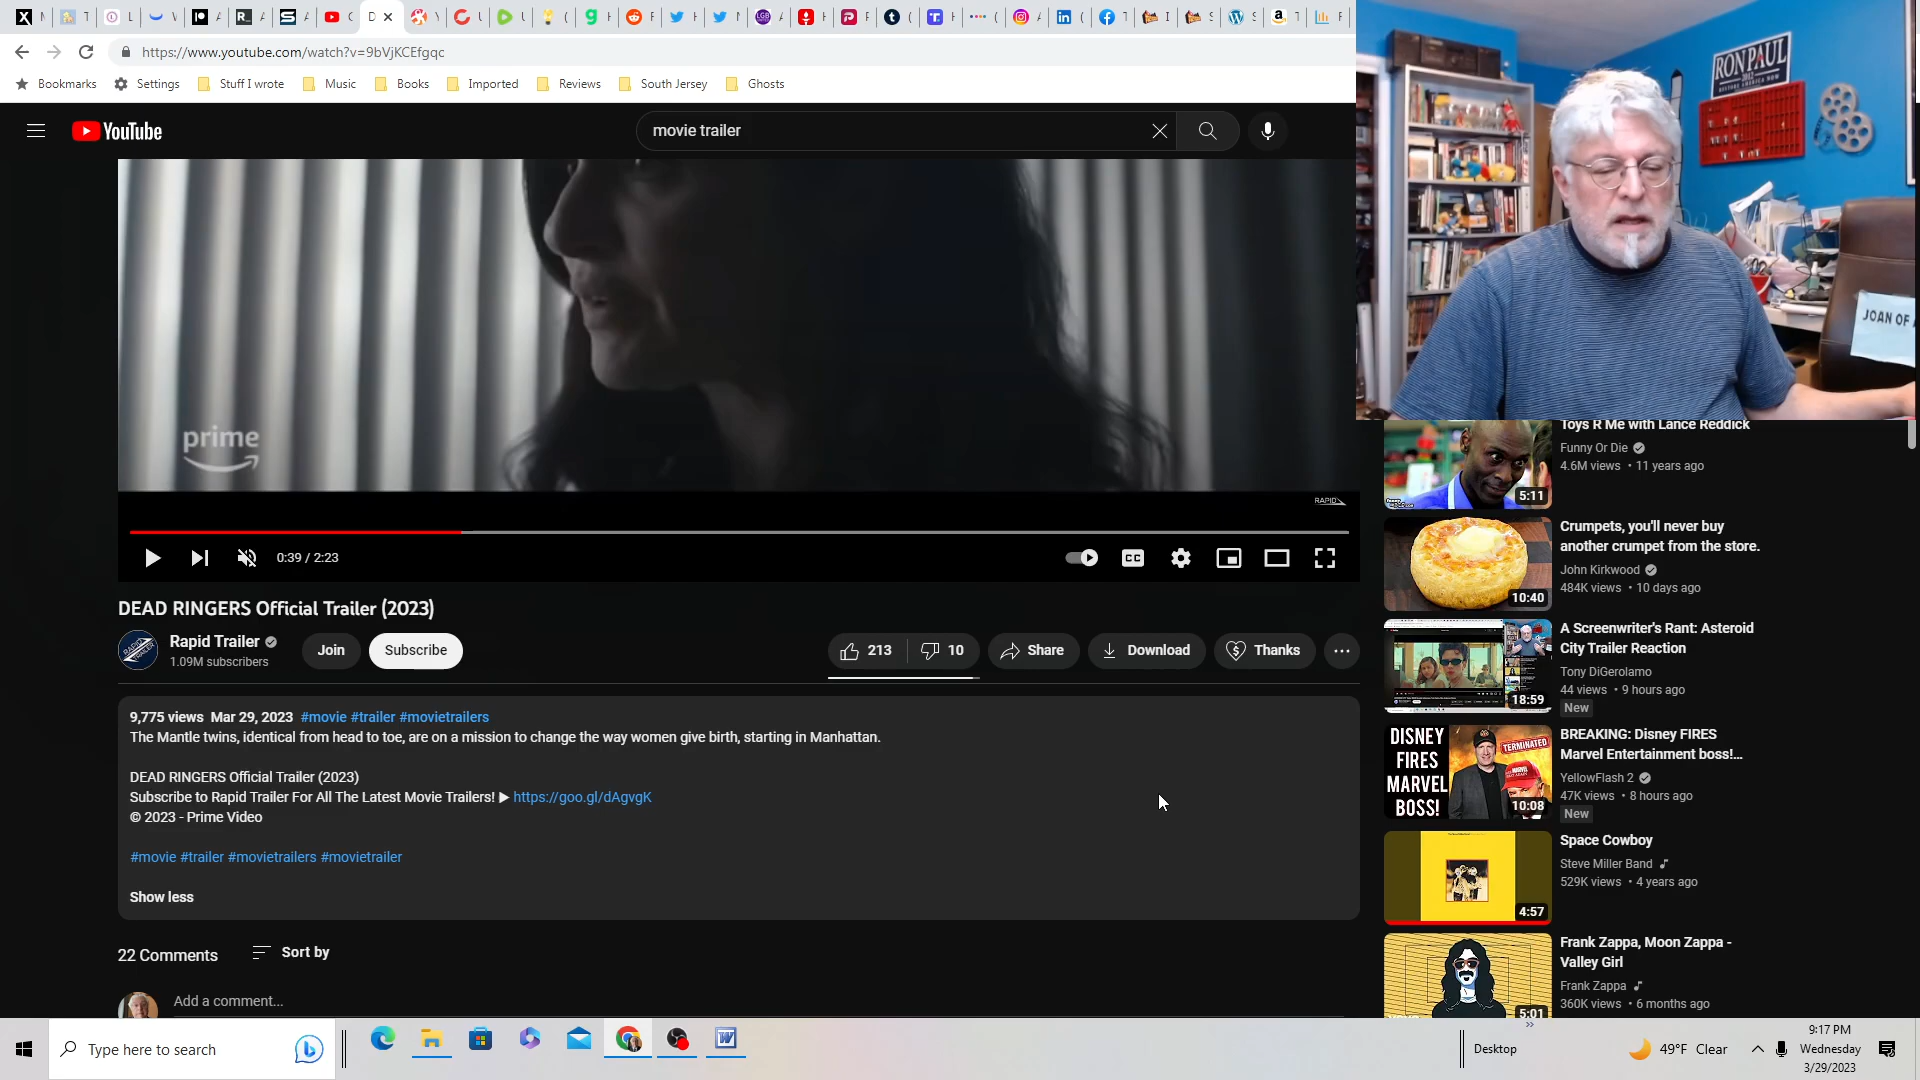 https://www.youtube.com/watch?v=9bVjKCEfgqc
Bookmarks Settings Stuff I wrote Music Books Imported Reviews South Jersey Ghosts
YouTube
movie trailer
RON PAUL
2012
JOAN OF
prime
RAPID
0:39 / 2:23
CC
DEAD RINGERS Official Trailer (2023)
Rapid Trailer
1.09M subscribers
Join
Subscribe
213
10
Share
Download
Thanks
9,775 views Mar 29, 2023 #movie #trailer #movietrailers
The Mantle twins, identical from head to toe, are on a mission to change the way women give birth, starting in Manhattan.
DEAD RINGERS Official Trailer (2023)
Subscribe to Rapid Trailer For All The Latest Movie Trailers! ▶ https://goo.gl/dAgvgK
© 2023 - Prime Video
#movie #trailer #movietrailers #movietrailer
Show less
22 Comments
Sort by
Add a comment...
Toys R Me with Lance Reddick
Funny Or Die
4.6M views • 11 years ago
5:11
Crumpets, you'll never buy
another crumpet from the store.
John Kirkwood
484K views • 10 days ago
10:40
A Screenwriter's Rant: Asteroid
City Trailer Reaction
Tony DiGerolamo
44 views • 9 hours ago
New
18:59
DISNEY
FIRES
MARVEL
BOSS!
TERMINATED
10:08
BREAKING: Disney FIRES
Marvel Entertainment boss!...
YellowFlash 2
47K views • 8 hours ago
New
Space Cowboy
Steve Miller Band
529K views • 4 years ago
4:57
Frank Zappa, Moon Zappa -
Valley Girl
Frank Zappa
360K views • 6 months ago
5:01
Type here to search
Desktop
49°F Clear
9:17 PM
Wednesday
3/29/2023